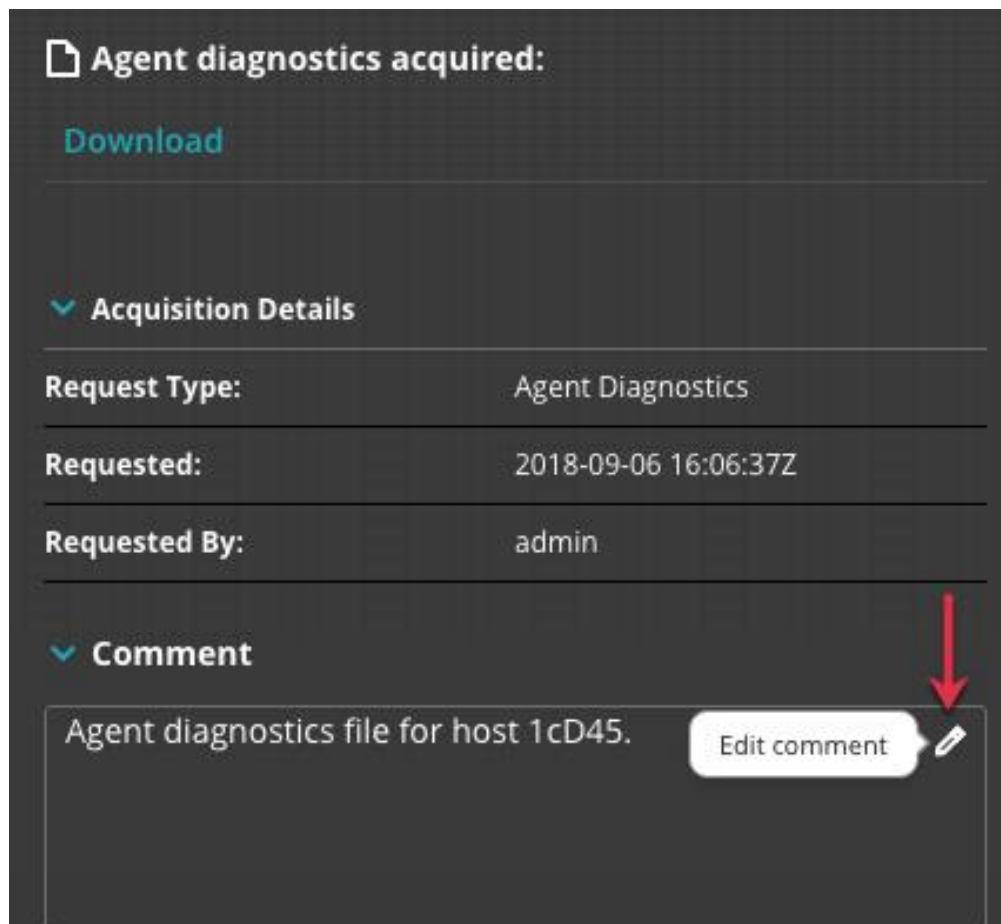 Agent diagnostics acquired:
Download
Acquisition Details
Request Type: Agent Diagnostics
Requested: 2018-09-06 16:06:37Z
Requested By: admin
Comment
Agent diagnostics file for host 1cD45.
Edit comment